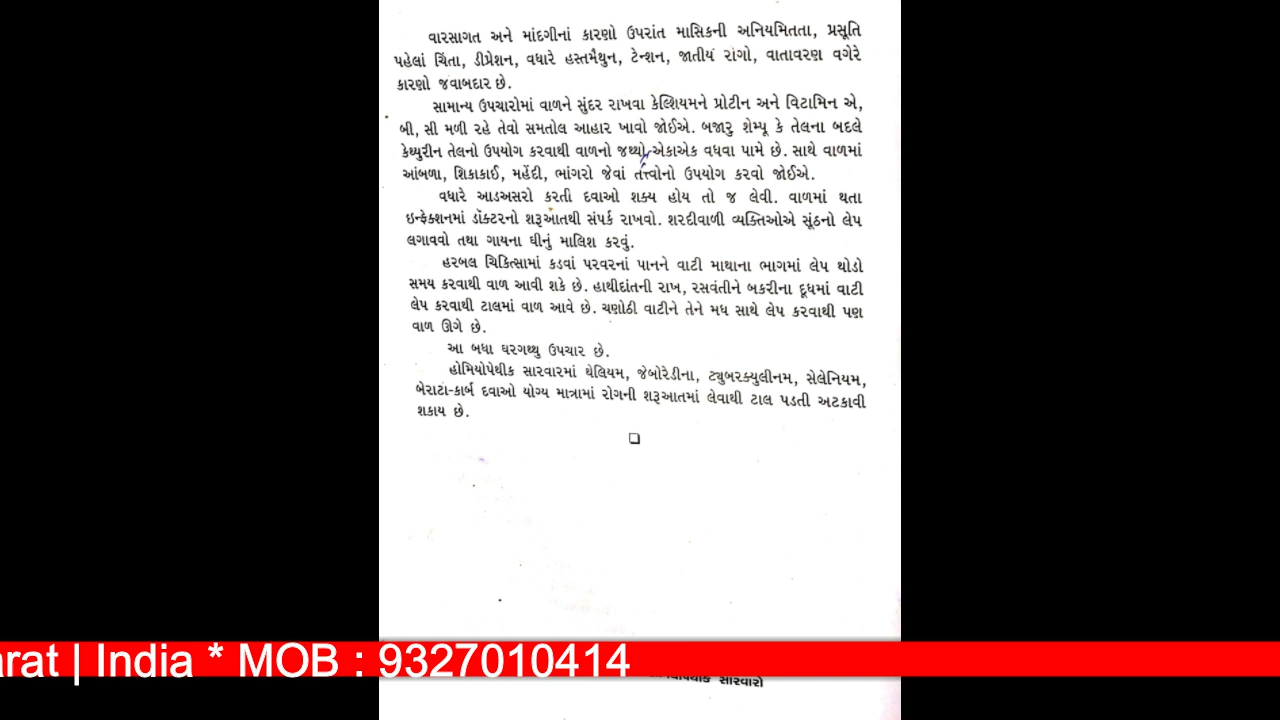 વારસાગત અને માંદગીનાં કારણો ઉપરાંત માસિકની અનિયમિતતા, પ્રસૂતિ
પહેલાં ચિંતા, ડીપ્રેશન, વધારે હસ્તમૈથુન, ટેન્શન, જાતીય રોગો, વાતાવરણ વગેરે
કારણો જવાબદાર છે.
સામાન્ય ઉપચારોમાં વાળને સુંદર રાખવા કેલ્શિયમને પ્રોટીન અને વિટામિન એ,
બી, સી મળી રહે તેવો સમતોલ આહાર ખાવો જોઈએ. બજારુ શેમ્પૂ કે તેલના બદલે
કેથ્યુરીન તેલનો ઉપયોગ કરવાથી વાળનો જથ્થો એકાએક વધવા પામે છે. સાથે વાળમાં
આંબળા, શિકાકાઈ, મહેંદી, ભાંગરો જેવાં તત્ત્વોનો ઉપયોગ કરવો જોઈએ.
વધારે આડઅસરો કરતી દવાઓ શક્ય હોય તો જ લેવી. વાળમાં થતા
ઇન્ફેક્શનમાં ડૉક્ટરનો શરૂઆતથી સંપર્ક રાખવો. શરદીવાળી વ્યક્તિઓએ સૂંઠનો લેપ
લગાવવો તથા ગાયના ઘીનું માલિશ કરવું.
હરબલ ચિકિત્સામાં કડવાં પરવરનાં પાનને વાટી માથાના ભાગમાં લેપ થોડો
સમય કરવાથી વાળ આવી શકે છે. હાથીદાંતની રાખ, રસવંતીને બકરીના દૂધમાં વાટી
લેપ કરવાથી ટાલમાં વાળ આવે છે. ચણોઠી વાટીને તેને મધ સાથે લેપ કરવાથી પણ
વાળ ઊગે છે.
આ બધા ઘરગથ્થુ ઉપચાર છે.
હોમિયોપેથીક સારવારમાં થેલિયમ, જેબોરેડીના, ટ્યુબરક્યુલીનમ, સેલેનિયમ,
બેરાટા-કાર્બ દવાઓ યોગ્ય માત્રામાં રોગની શરૂઆતમાં લેવાથી ટાલ પડતી અટકાવી
શકાય છે.
arat | India * MOB : 9327010414
સારવારો